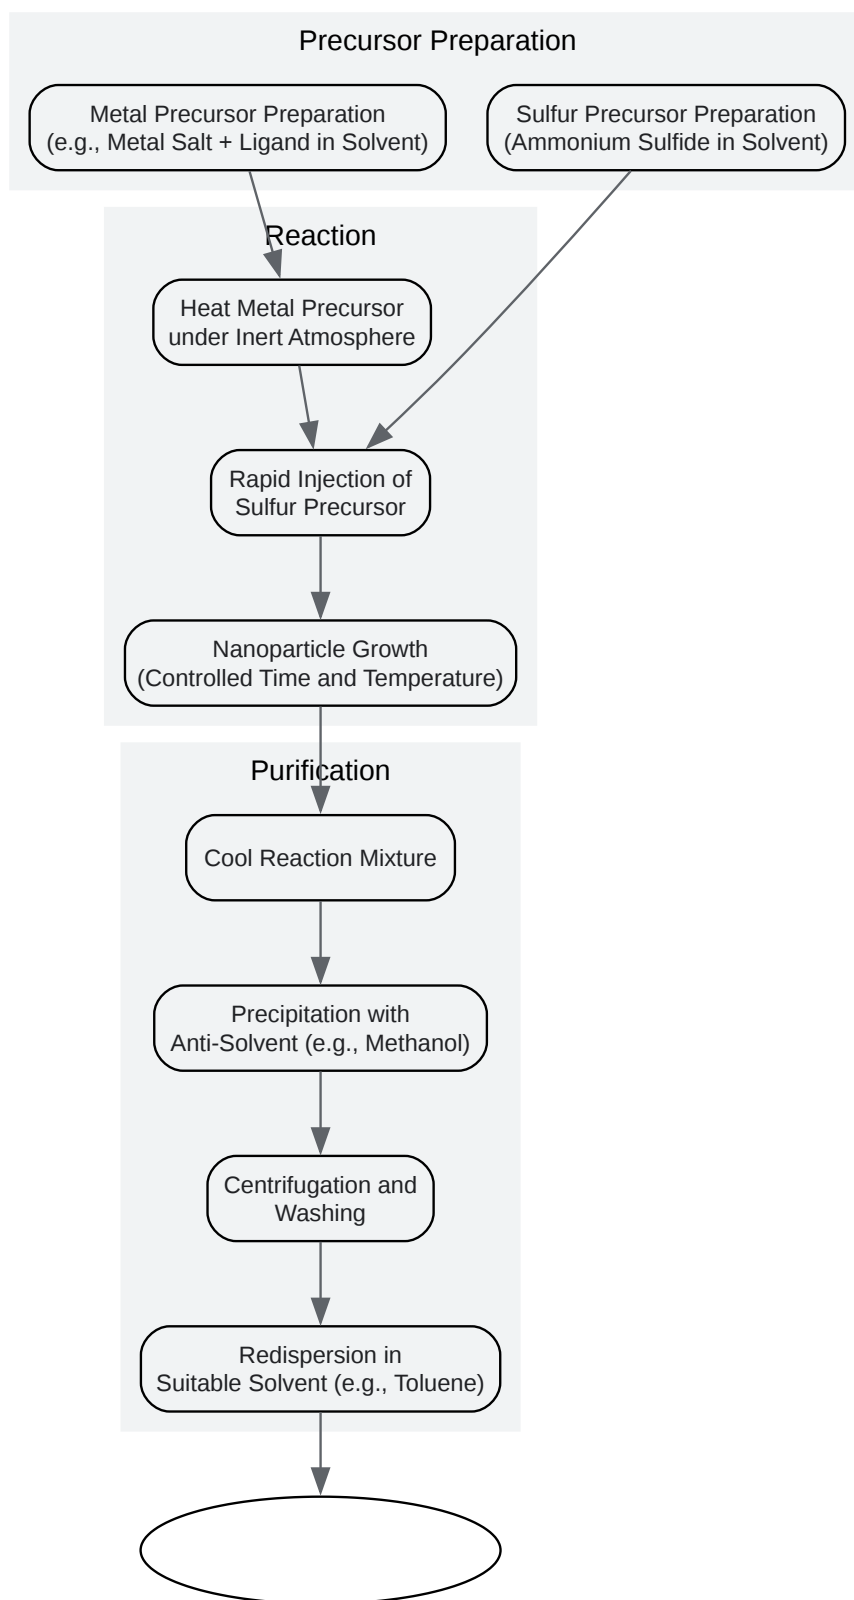 Precursor Preparation
Metal Precursor Preparation
(e.g., Metal Salt + Ligand in Solvent)
Sulfur Precursor Preparation
(Ammonium Sulfide in Solvent)
Reaction
Heat Metal Precursor
under Inert Atmosphere
Rapid Injection of
Sulfur Precursor
Nanoparticle Growth
(Controlled Time and Temperature)
Purification
Cool Reaction Mixture
Precipitation with
Anti-Solvent (e.g., Methanol)
Centrifugation and
Washing
Redispersion in
Suitable Solvent (e.g., Toluene)